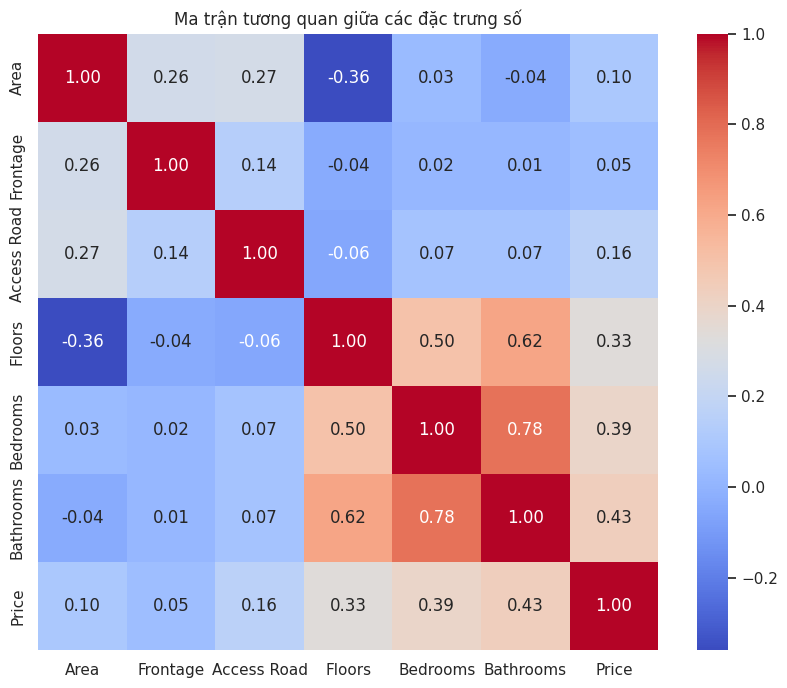 Ma trận tương quan giữa các đặc trưng số
Area 1.00 0.26 0.27 -0.36 0.03 -0.04 0.10
Frontage 0.26 1.00 0.14 -0.04 0.02 0.01 0.05
Access Road 0.27 0.14 1.00 -0.06 0.07 0.07 0.16
Floors -0.36 -0.04 -0.06 1.00 0.50 0.62 0.33
Bedrooms 0.03 0.02 0.07 0.50 1.00 0.78 0.39
Bathrooms -0.04 0.01 0.07 0.62 0.78 1.00 0.43
Price 0.10 0.05 0.16 0.33 0.39 0.43 1.00
Area Frontage Access Road Floors Bedrooms Bathrooms Price
1.0
0.8
0.6
0.4
0.2
0.0
−0.2